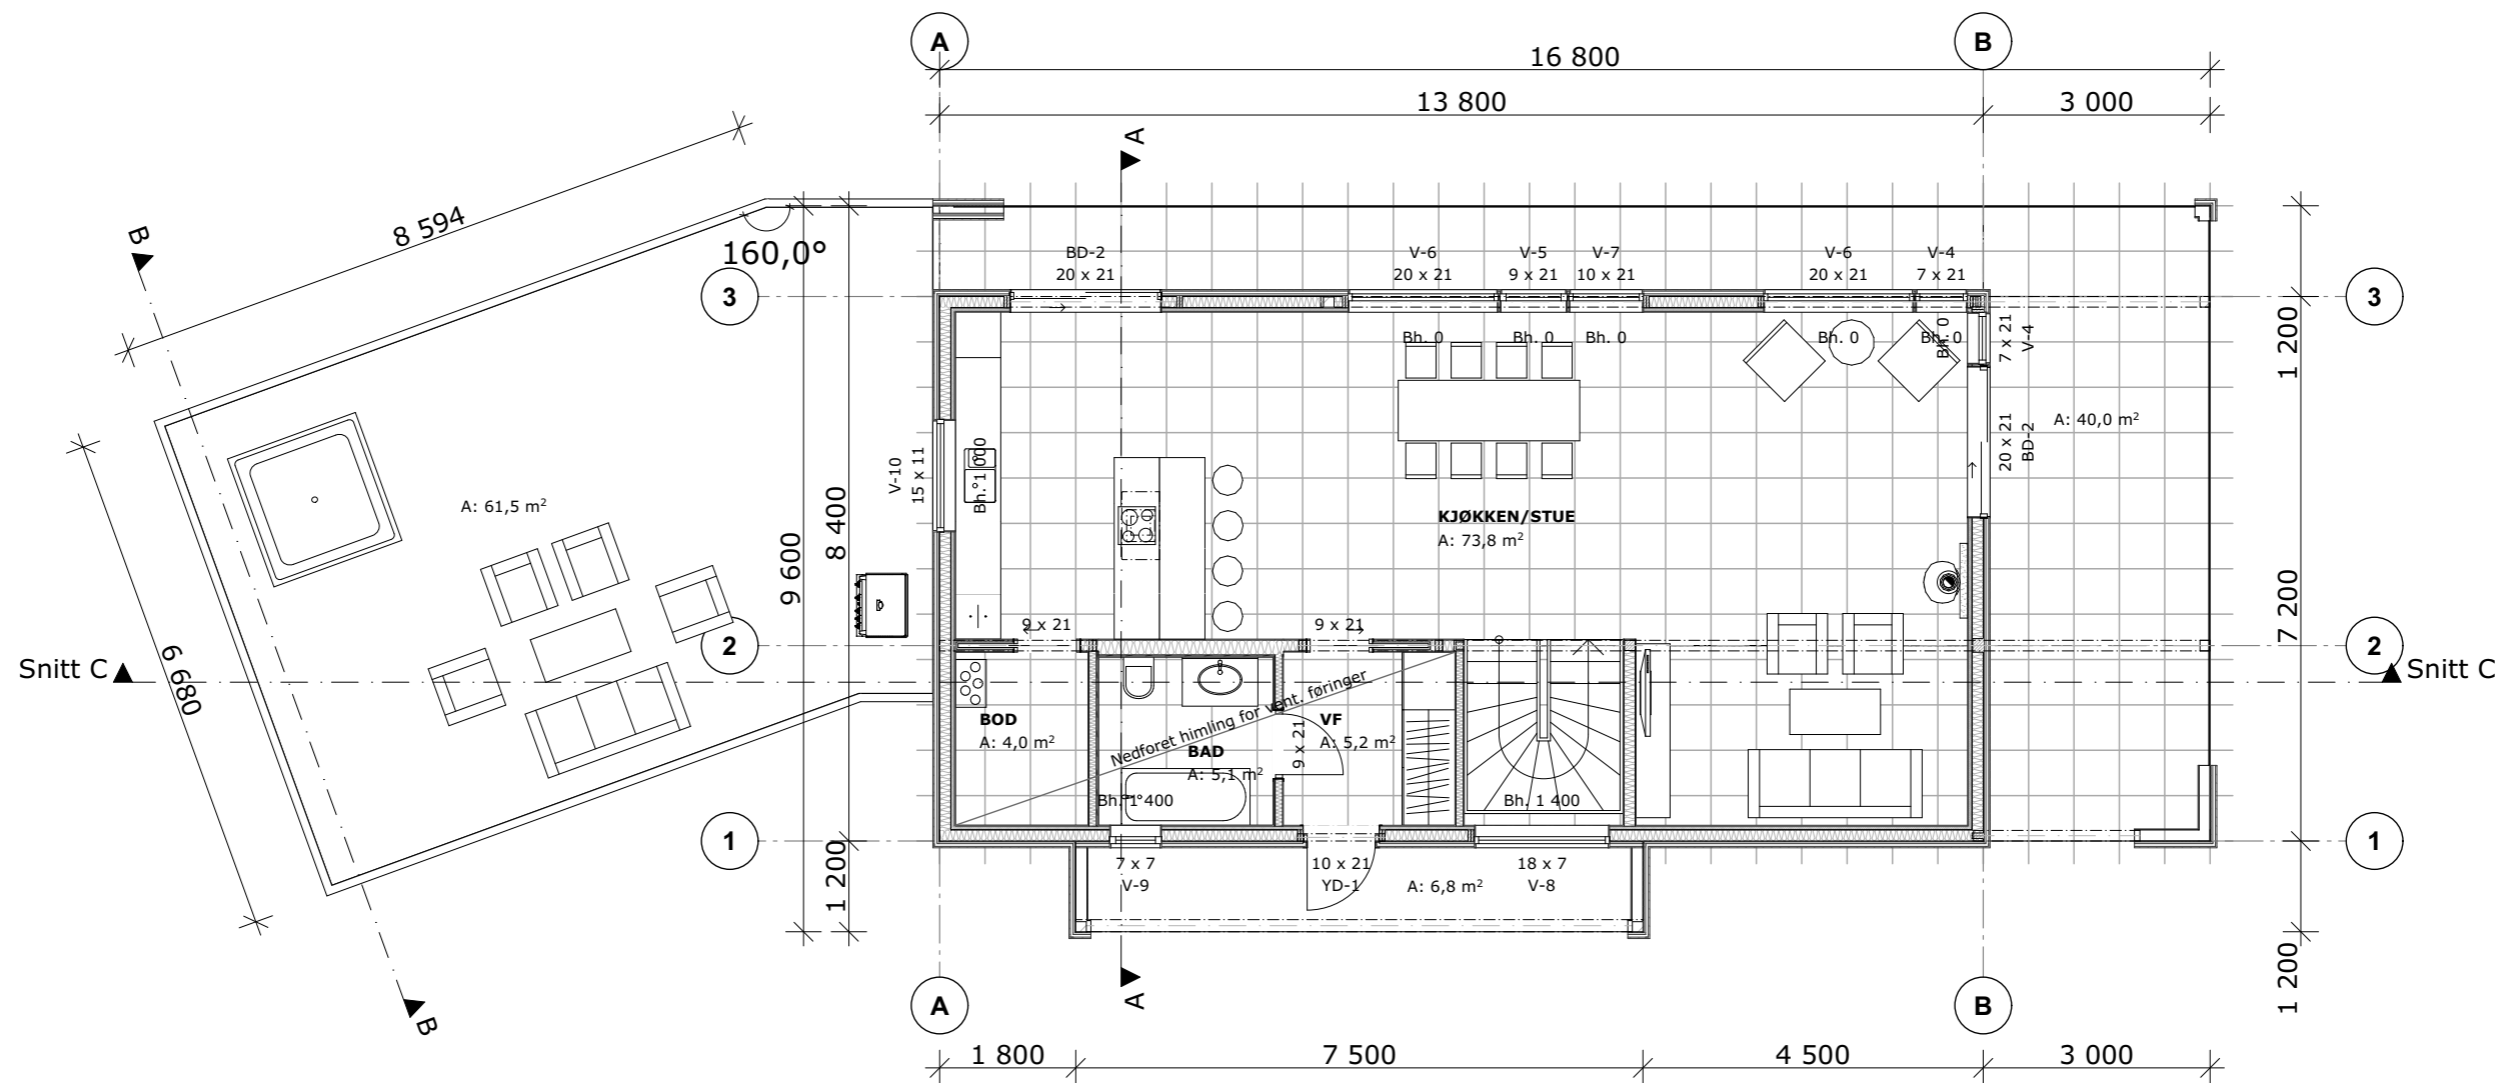 A
B
16 800
13 800
3 000
A
8 594
B
160,0°
BD-2
20 x 21
V-6
20 x 21
V-5
9 x 21
V-7
10 x 21
V-6
20 x 21
V-4
7 x 21
3
3
Bh. 0
Bh. 0
Bh. 0
Bh. 0
Bh. 0
Bh. 0
7 x 21
V-4
1 200
A: 40,0 m²
20 x 21
BD-2
V-10
15 x 11
Bh. 1 000
A: 61,5 m²
8 400
9 600
KJØKKEN/STUE
A: 73,8 m²
7 200
9 x 21
9 x 21
2
2
Snitt C
Snitt C
6 680
Nedforet himling for vent. føringer
BOD
A: 4,0 m²
BAD
A: 5,1 m²
9 x 21
VF
A: 5,2 m²
Bh. 1 400
Bh. 1 400
1
1
7 x 7
V-9
10 x 21
YD-1
A: 6,8 m²
18 x 7
V-8
1 200
1 200
B
A
A
B
1 800
7 500
4 500
3 000